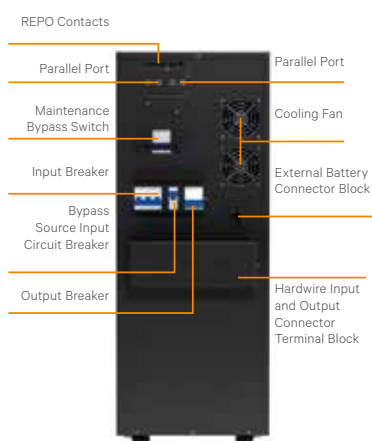 REPO Contacts
Parallel Port
Maintenance
Bypass Switch
Input Breaker
Bypass
Source Input
Circuit Breaker
Output Breaker
Parallel Port
Cooling Fan
External Battery
Connector Block
Hardwire Input
and Output
Connector
Terminal Block